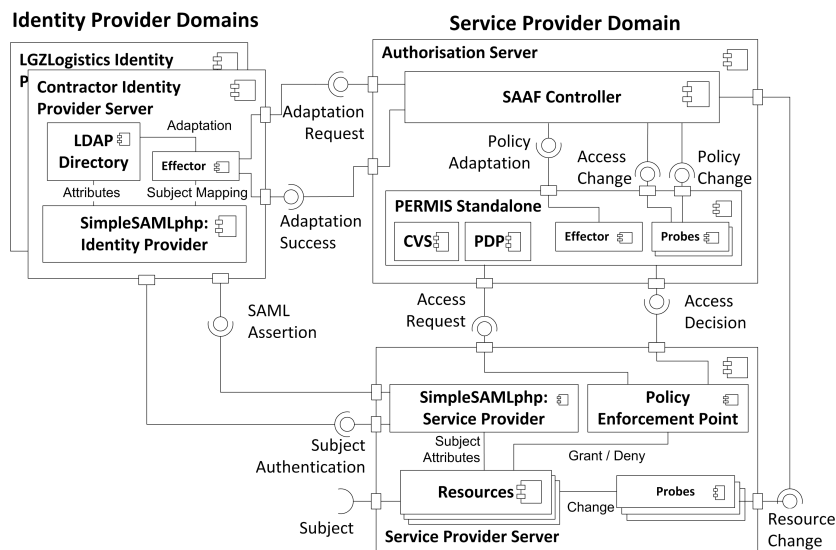 Identity Provider Domains
Service Provider Domain
LGZLogistics Identity
P
Contractor Identity
Provider Server
LDAP
Directory
Adaptation
Effector
Attributes
Subject Mapping
SimpleSAMLphp:
Identity Provider
Adaptation
Request
Adaptation
Success
Authorisation Server
SAAF Controller
Policy
Adaptation
Access
Change
Policy
Change
PERMIS Standalone
CVS
PDP
Effector
Probes
SAML
Assertion
Access
Request
Access
Decision
SimpleSAMLphp:
Service Provider
Policy
Enforcement Point
Subject
Authentication
Subject
Attributes
Grant / Deny
Resources
Change
Probes
Subject
Service Provider Server
Resource
Change